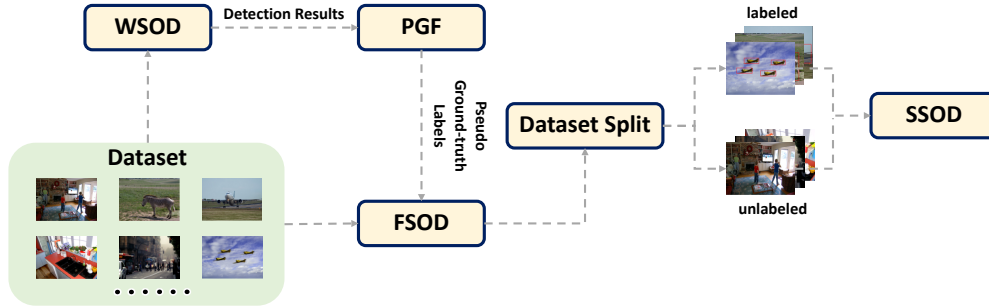 WSOD
Detection Results
PGF
Pseudo
Ground-truth
Labels
Dataset
FSOD
Dataset Split
labeled
unlabeled
SSOD